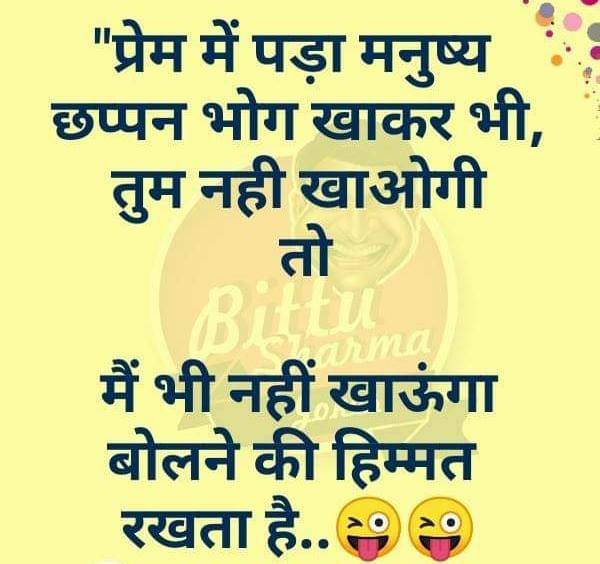 "प्रेम में पड़ा मनुष्य
छप्पन भोग खाकर भी,
तुम नही खाओगी
तो
Bittu
Sharma
मैं भी नहीं खाऊंगा
बोलने की हिम्मत
रखता है..😜😜